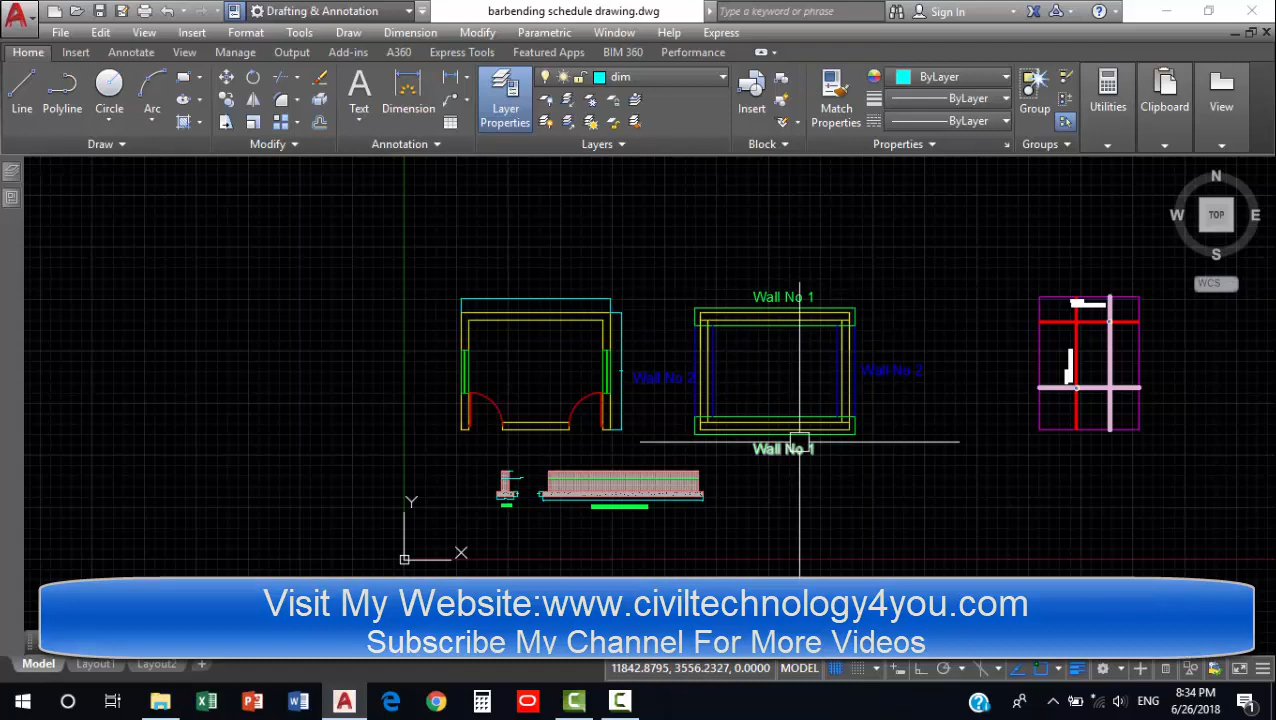 Drafting & Annotation
barbending schedule drawing.dwg
Type a keyword or phrase
Sign In
File Edit View Insert Format Tools Draw Dimension Modify Parametric Window Help Express
Home Insert Annotate View Manage Output Add-ins A360 Express Tools Featured Apps BIM 360 Performance
Line Polyline Circle Arc
Text Dimension
Layer Properties
dim
Insert
Match Properties
ByLayer
ByLayer
ByLayer
Group
Utilities
Clipboard
View
Draw Modify Annotation Layers Block Properties Groups
N
W TOP E
S
WCS
Wall No 1
Wall No 2
Wall No 2
Wall No 1
Y
X
Visit My Website:www.civiltechnology4you.com
Subscribe My Channel For More Videos
Model Layout1 Layout2 +
11842.8795, 3556.2327, 0.0000 MODEL
ENG
8:34 PM
6/26/2018
1